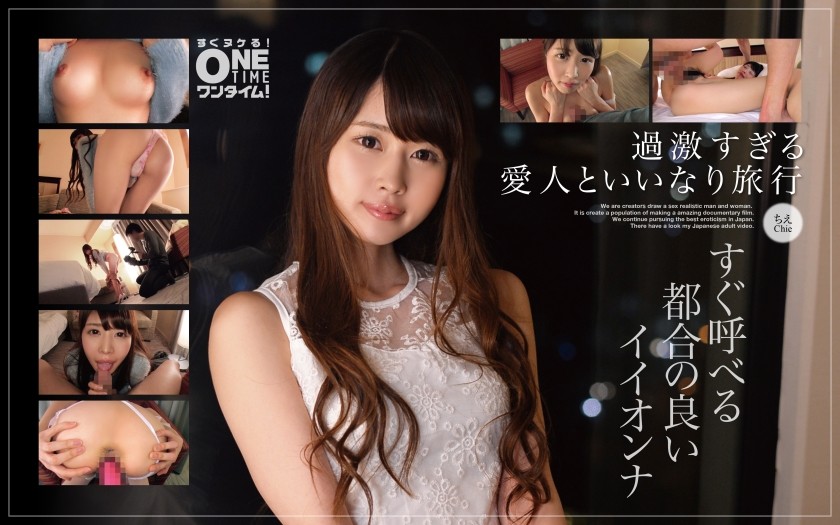 すぐヌケる!
ONE
TIME
ワンタイム!
過激すぎる
愛人といいなり旅行
We are creators draw a sex realistic man and woman.
It is create a population of making a amazing documentary film.
We continue pursuing the best eroticism in Japan.
There have a look my Japanese adult video.
ちえ
Chie
すぐ呼べる
都合の良い
イイオンナ